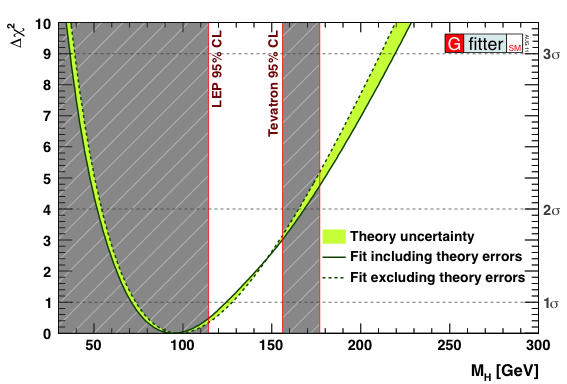 Δχ²
10
9
8
7
6
5
4
3
2
1
0
LEP 95% CL
Tevatron 95% CL
G fitter SM
AUG 11
3σ
2σ
1σ
Theory uncertainty
Fit including theory errors
Fit excluding theory errors
50 100 150 200 250 300
M_H [GeV]